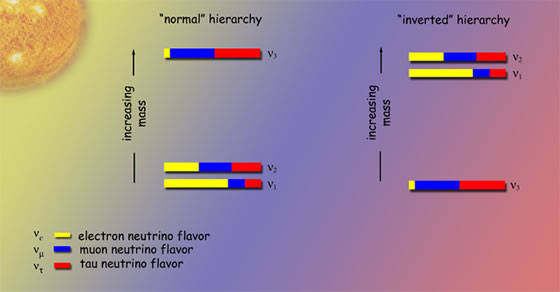 "normal" hierarchy
"inverted" hierarchy
increasing
mass
ν3
ν2
ν1
increasing
mass
ν2
ν1
ν3
νe electron neutrino flavor
νμ muon neutrino flavor
ντ tau neutrino flavor